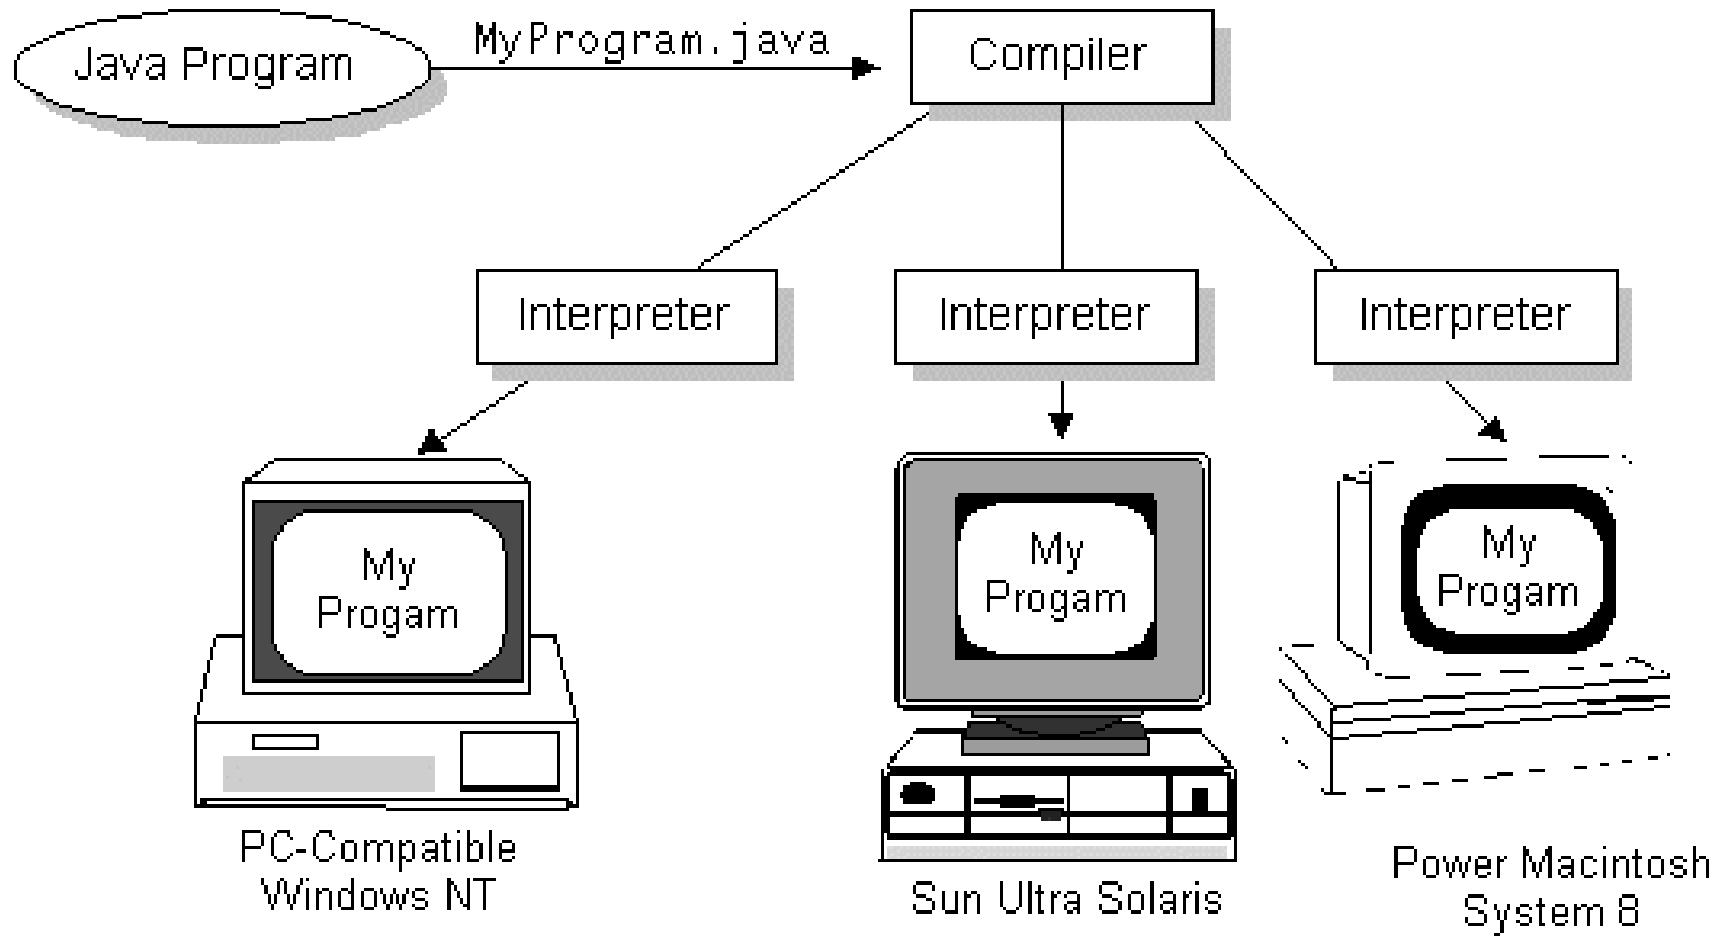 Java Program
MyProgram.java
Compiler
Interpreter
Interpreter
Interpreter
My
Progam
My
Progam
My
Progam
PC-Compatible
Windows NT
Sun Ultra Solaris
Power Macintosh
System 8